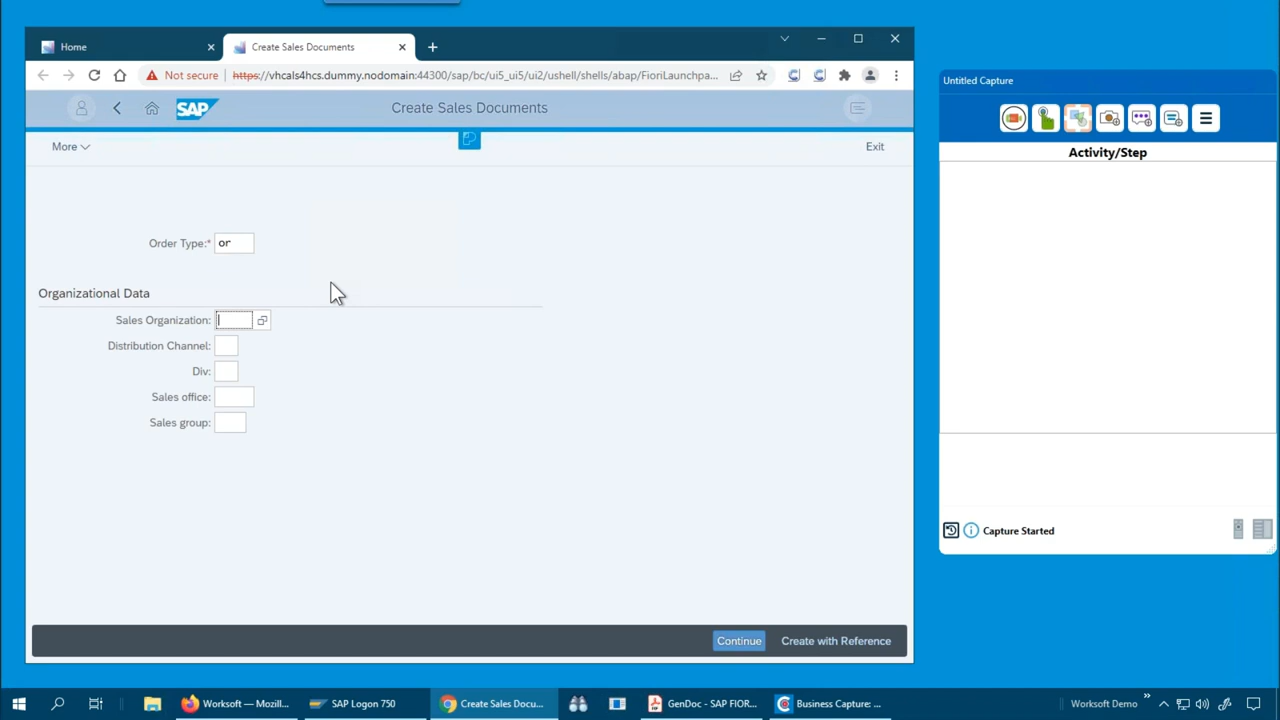 Home
Create Sales Documents
Not secure
https://vhcals4hcs.dummy.nodomain:44300/sap/bc/ui5_ui5/ui2/ushell/shells/abap/FioriLaunchpa...
SAP
Create Sales Documents
More
Exit
Order Type:* or
Organizational Data
Sales Organization:
Distribution Channel:
Div:
Sales office:
Sales group:
Continue
Create with Reference
Untitled Capture
Activity/Step
Capture Started
Worksoft — Mozill...
SAP Logon 750
Create Sales Docu...
GenDoc - SAP FIOR...
Business Capture: ...
Worksoft Demo